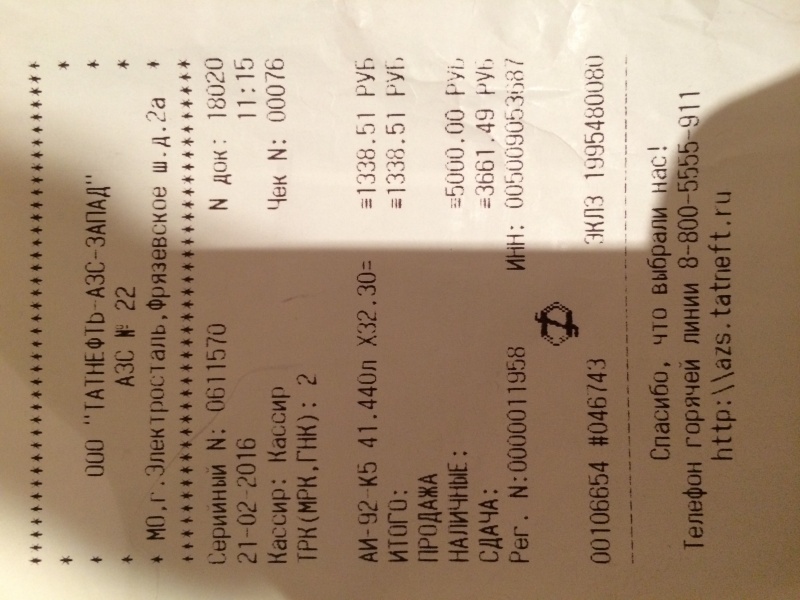 ***********************************
* *
* ООО "ТАТНЕФТЬ-АЗС-ЗАПАД" *
* АЗС № 22 *
* МО,г.Электросталь,Фрязевское ш.д.2а *
***********************************
Серийный N: 0611570 N док: 18020
21-02-2016 11:15
Кассир: Кассир Чек N: 00076
ТРК(МРК,ГНК): 2
АИ-92-К5 41.440л X32.30= ≡1338.51 РУБ
ИТОГО: ≡1338.51 РУБ
ПРОДАЖА
НАЛИЧНЫЕ: ≡5000.00 РУБ
СДАЧА: ≡3661.49 РУБ
Рег. N:0000011958 ИНН: 005009053687
00106654 #046743 ЭКЛЗ 1995480080
Спасибо, что выбрали нас!
Телефон горячей линии 8-800-5555-911
http:\\azs.tatneft.ru